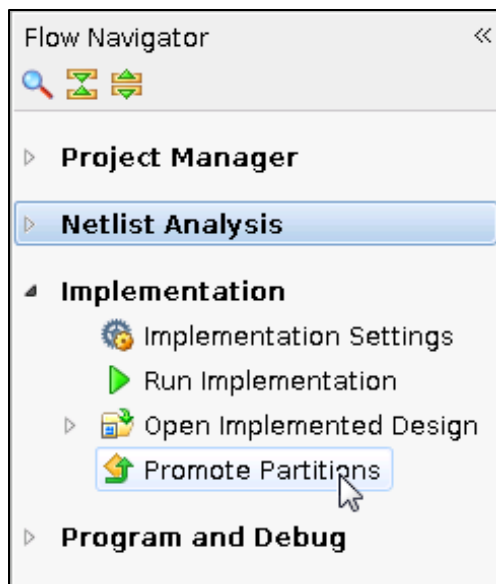 Flow Navigator
Project Manager
Netlist Analysis
Implementation
Implementation Settings
Run Implementation
Open Implemented Design
Promote Partitions
Program and Debug